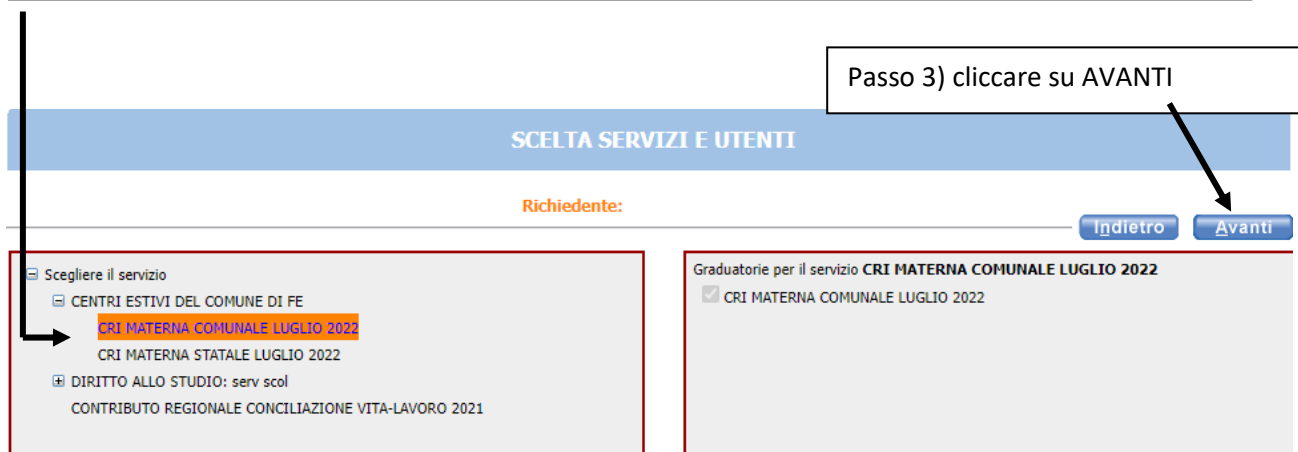 Passo 3) cliccare su AVANTI
SCELTA SERVIZI E UTENTI
Richiedente:
Indietro
Avanti
Scegliere il servizio
CENTRI ESTIVI DEL COMUNE DI FE
CRI MATERNA COMUNALE LUGLIO 2022
CRI MATERNA STATALE LUGLIO 2022
DIRITTO ALLO STUDIO: serv scol
CONTRIBUTO REGIONALE CONCILIAZIONE VITA-LAVORO 2021
Graduatorie per il servizio CRI MATERNA COMUNALE LUGLIO 2022
CRI MATERNA COMUNALE LUGLIO 2022